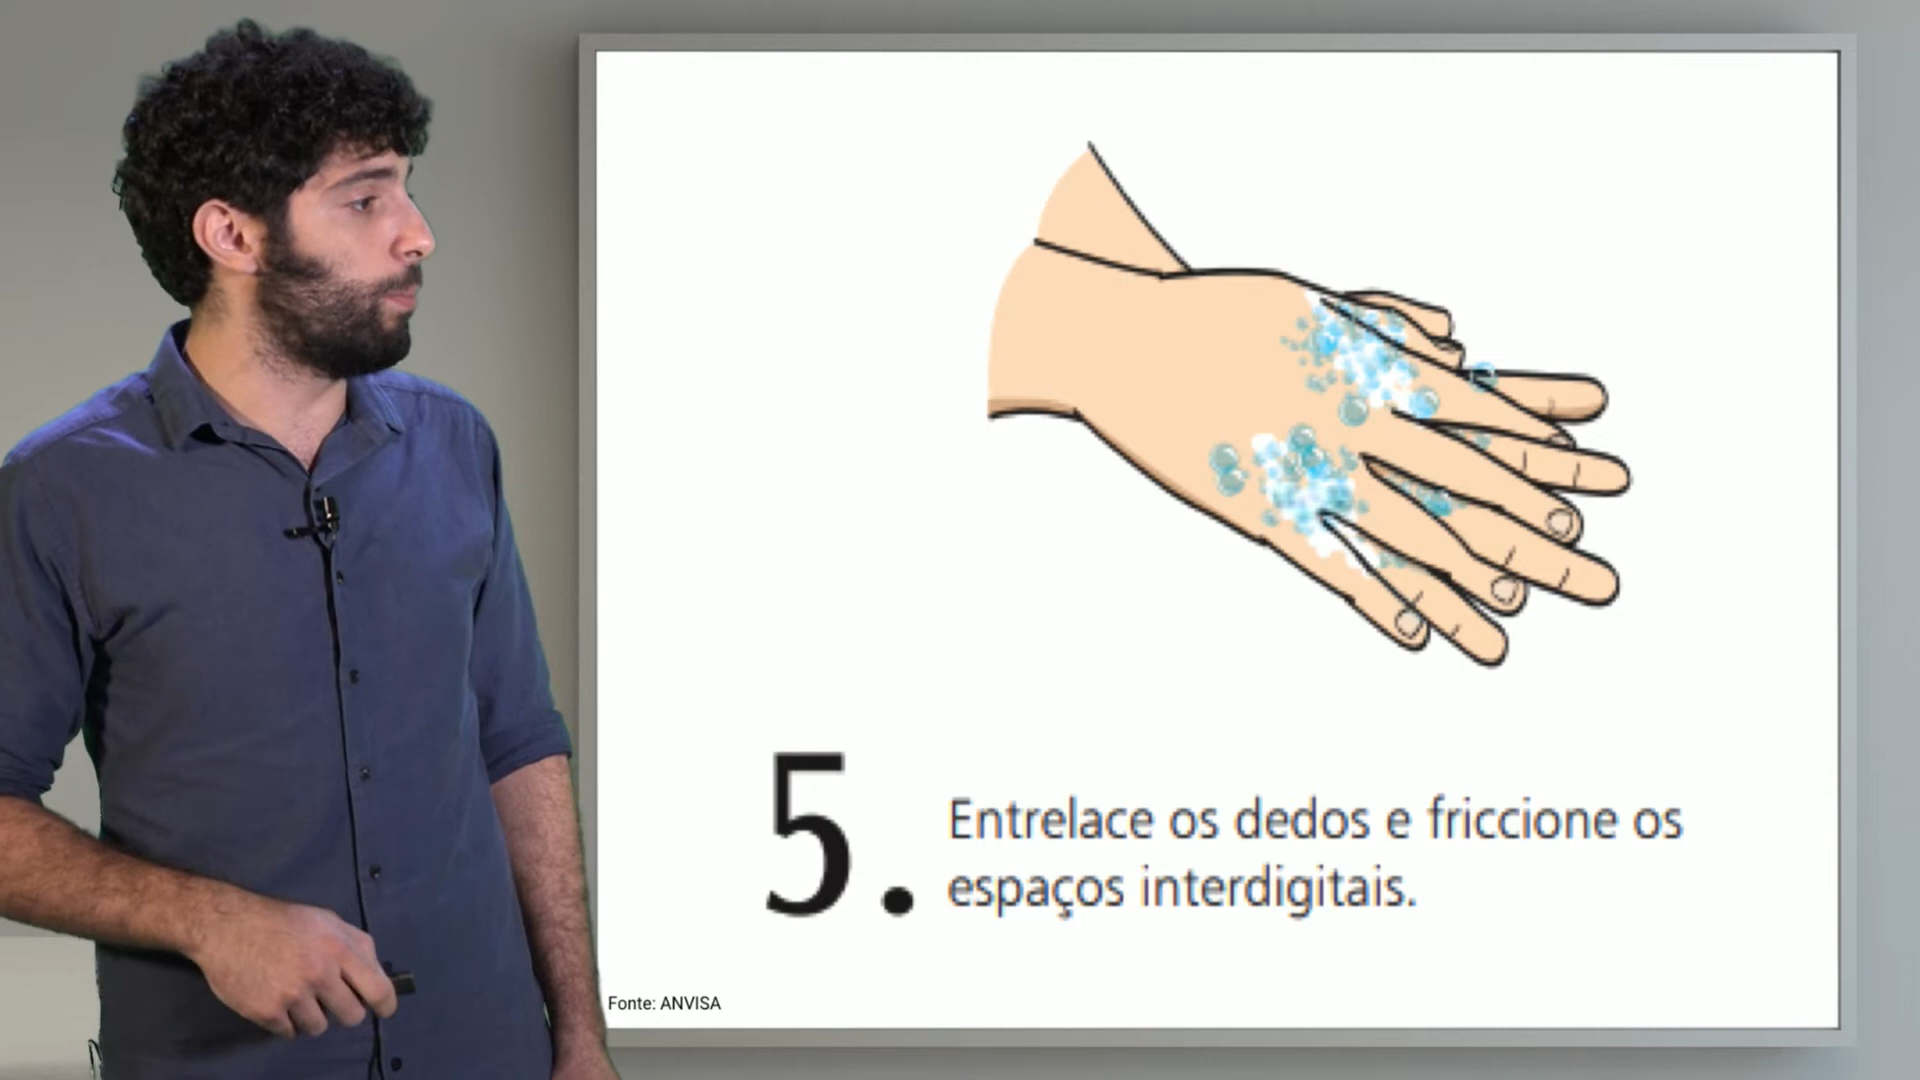 5. Entrelace os dedos e friccione os
espaços interdigitais.
Fonte: ANVISA